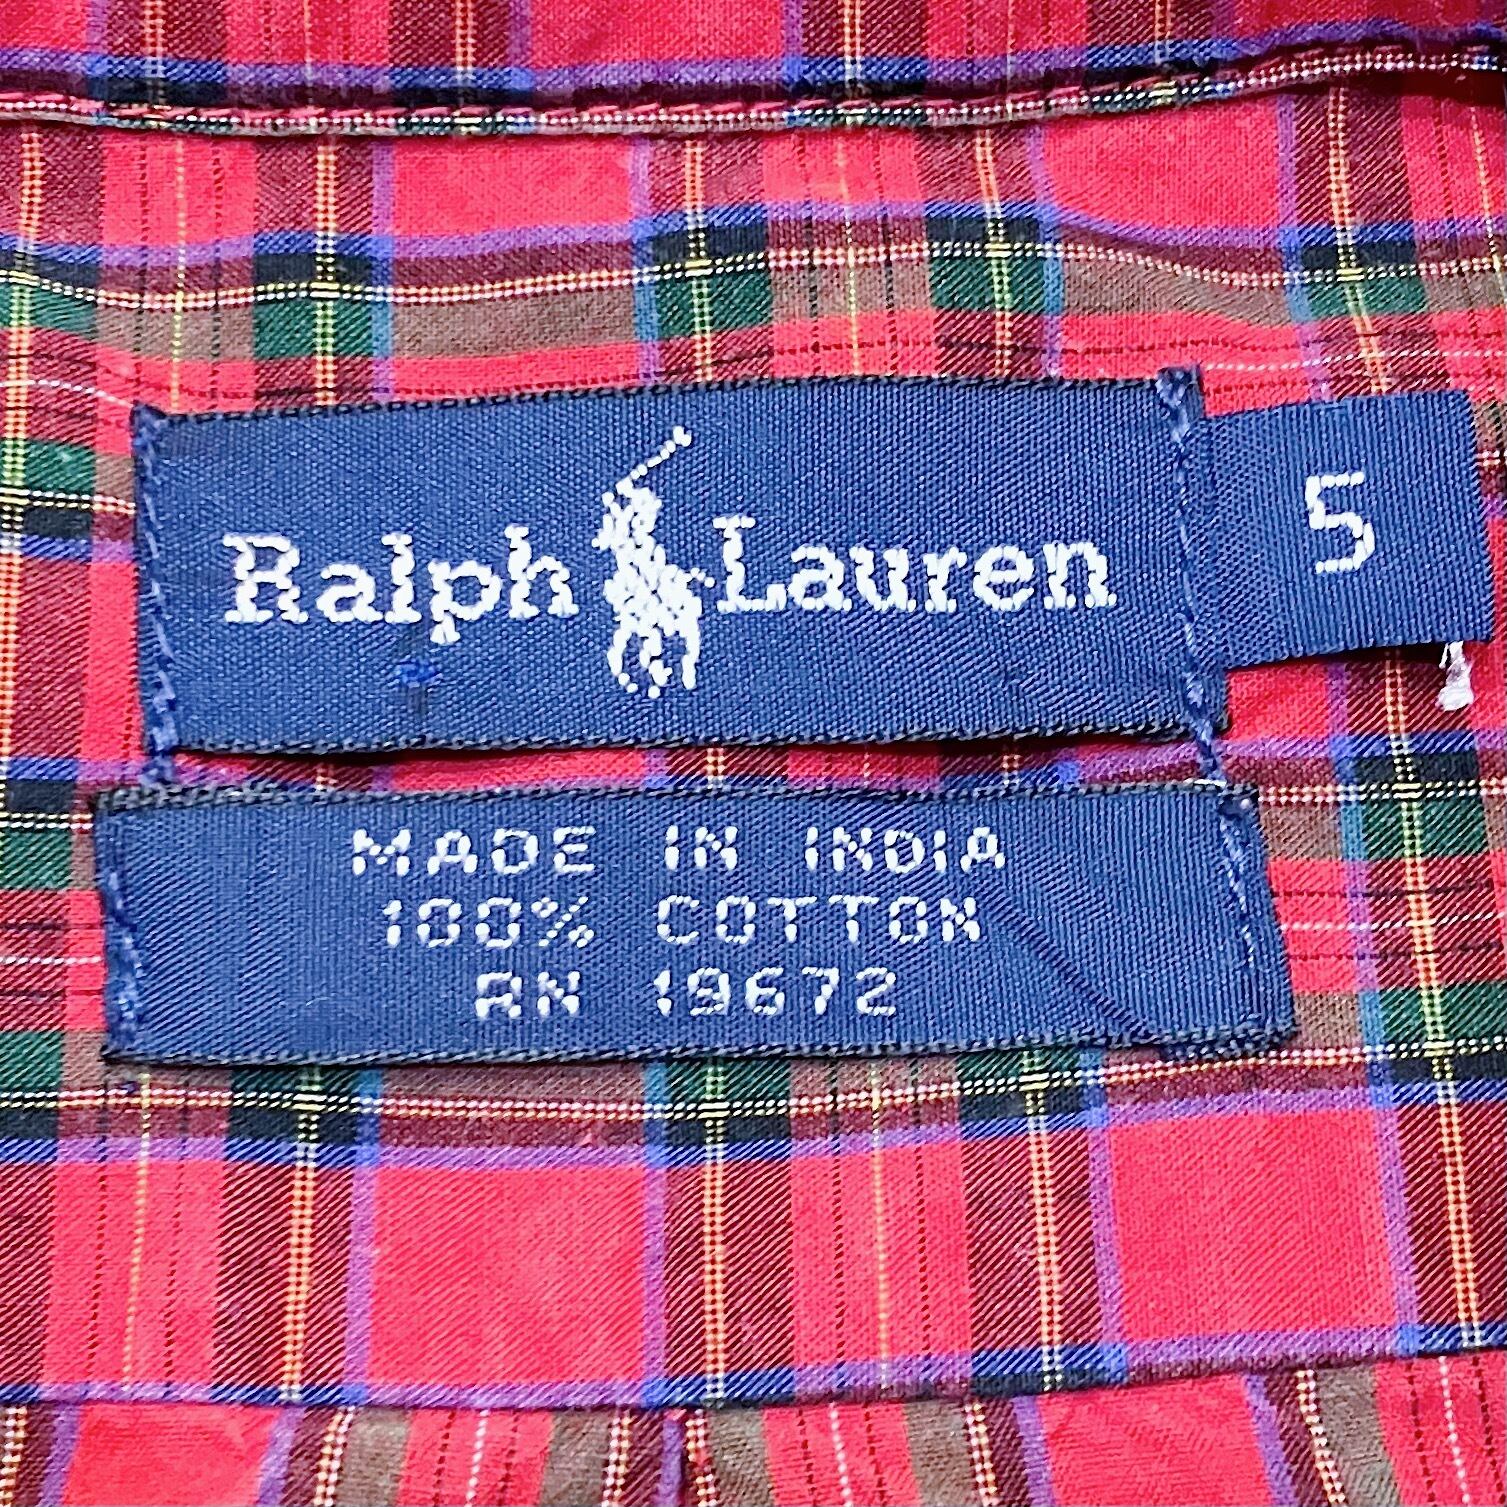 Ralph Lauren
5
MADE IN INDIA
100% COTTON
RN 19672